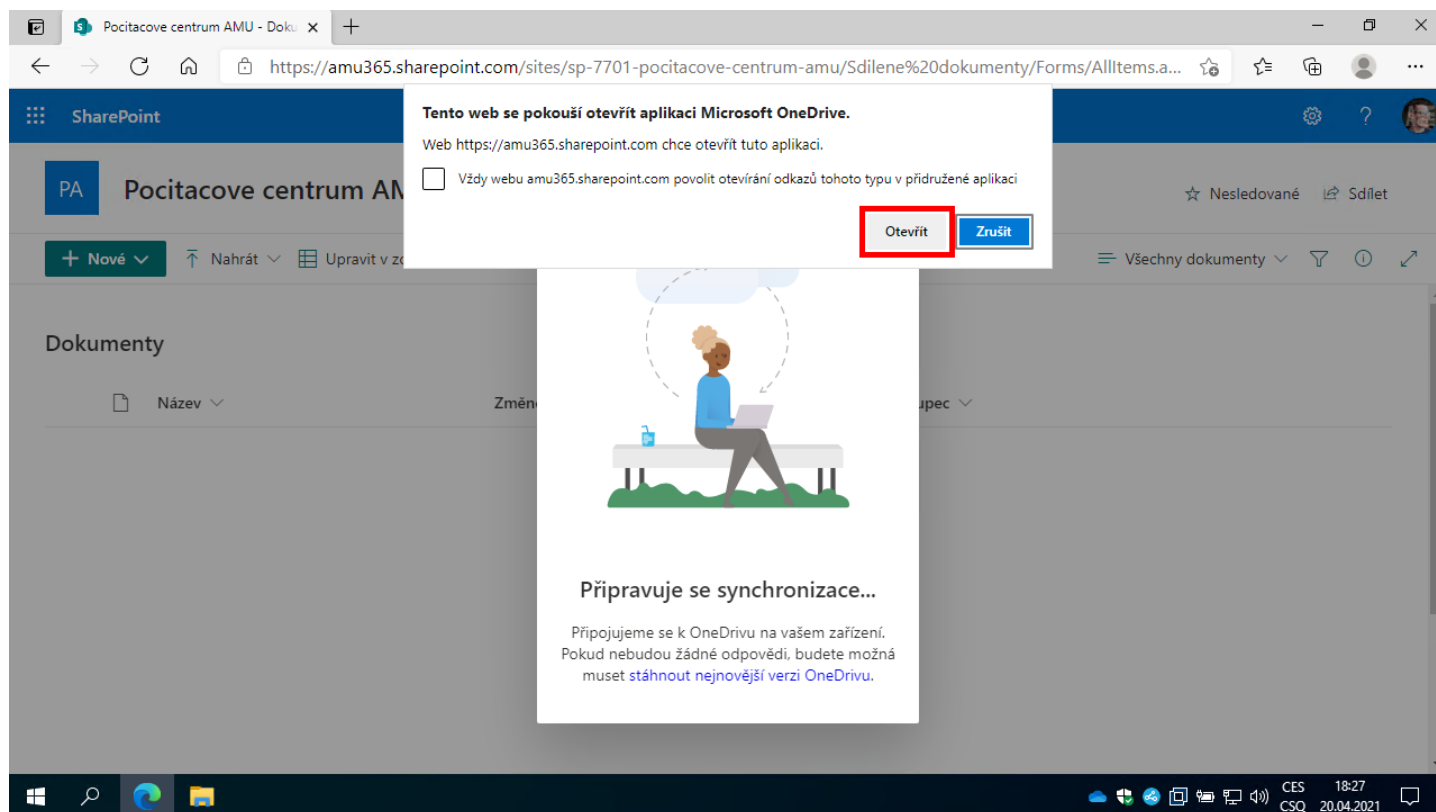 Pocitacove centrum AMU - Doku
https://amu365.sharepoint.com/sites/sp-7701-pocitacove-centrum-amu/Sdilene%20dokumenty/Forms/AllItems.a...
SharePoint
Tento web se pokouší otevřít aplikaci Microsoft OneDrive.
Web https://amu365.sharepoint.com chce otevřít tuto aplikaci.
Vždy webu amu365.sharepoint.com povolit otevírání odkazů tohoto typu v přidružené aplikaci
Otevřít Zrušit
PA Pocitacove centrum AM
Nesledované Sdílet
Nové Nahrát Upravit v zo
Všechny dokumenty
Dokumenty
Název Změn upec
Připravuje se synchronizace...
Připojujeme se k OneDrivu na vašem zařízení.
Pokud nebudou žádné odpovědi, budete možná
muset stáhnout nejnovější verzi OneDrivu.
CES 18:27
CSQ 20.04.2021